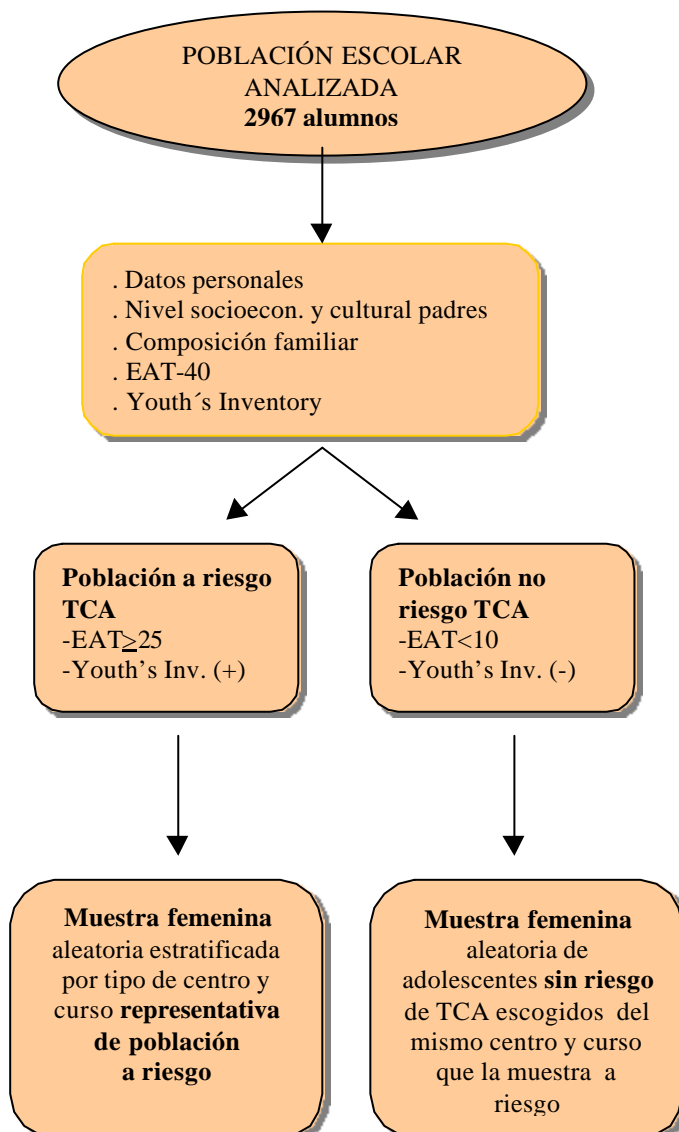 POBLACIÓN ESCOLAR
ANALIZADA
2967 alumnos
. Datos personales
. Nivel socioecon. y cultural padres
. Composición familiar
. EAT-40
. Youth´s Inventory
Población a riesgo
TCA
-EAT≥25
-Youth’s Inv. (+)
Población no
riesgo TCA
-EAT<10
-Youth’s Inv. (-)
Muestra femenina
aleatoria estratificada
por tipo de centro y
curso representativa
de población
a riesgo
Muestra femenina
aleatoria de
adolescentes sin riesgo
de TCA escogidos del
mismo centro y curso
que la muestra a
riesgo